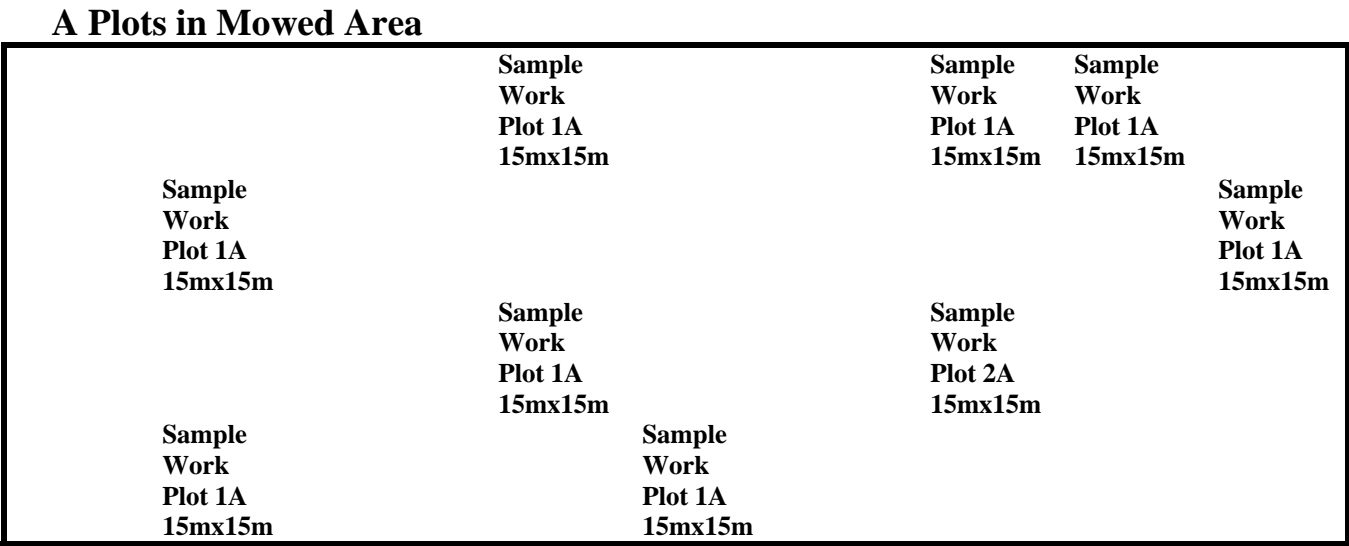 A Plots in Mowed Area
Sample Sample Sample
Work Work Work
Plot 1A Plot 1A Plot 1A
15mx15m 15mx15m 15mx15m
Sample Sample
Work Work
Plot 1A Plot 1A
15mx15m 15mx15m
Sample Sample
Work Work
Plot 1A Plot 2A
15mx15m 15mx15m
Sample Sample
Work Work
Plot 1A Plot 1A
15mx15m 15mx15m